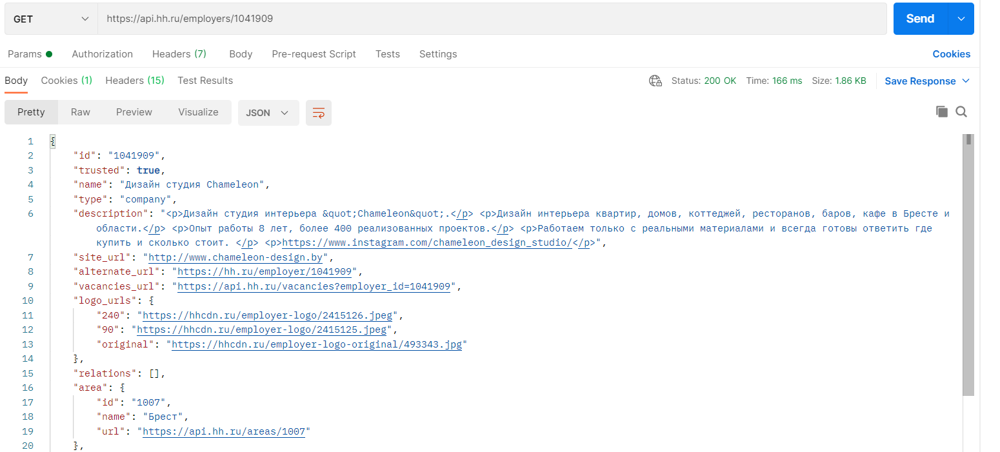 GET https://api.hh.ru/employers/1041909 Send
Params Authorization Headers (7) Body Pre-request Script Tests Settings Cookies
Body Cookies (1) Headers (15) Test Results Status: 200 OK Time: 166 ms Size: 1.86 KB Save Response
Pretty Raw Preview Visualize JSON
1 {
2 "id": "1041909",
3 "trusted": true,
4 "name": "Дизайн студия Chameleon",
5 "type": "company",
6 "description": "<p>Дизайн студия интерьера &quot;Chameleon&quot;.</p> <p>Дизайн интерьера квартир, домов, коттеджей, ресторанов, баров, кафе в Бресте и
области.</p> <p>Опыт работы 8 лет, более 400 реализованных проектов.</p> <p>Работаем только с реальными материалами и всегда готовы ответить где
купить и сколько стоит. </p> <p>https://www.instagram.com/chameleon_design_studio/</p>",
7 "site_url": "http://www.chameleon-design.by",
8 "alternate_url": "https://hh.ru/employer/1041909",
9 "vacancies_url": "https://api.hh.ru/vacancies?employer_id=1041909",
10 "logo_urls": {
11 "240": "https://hhcdn.ru/employer-logo/2415126.jpeg",
12 "90": "https://hhcdn.ru/employer-logo/2415125.jpeg",
13 "original": "https://hhcdn.ru/employer-logo-original/493343.jpg"
14 },
15 "relations": [],
16 "area": {
17 "id": "1007",
18 "name": "Брест",
19 "url": "https://api.hh.ru/areas/1007"
20 },